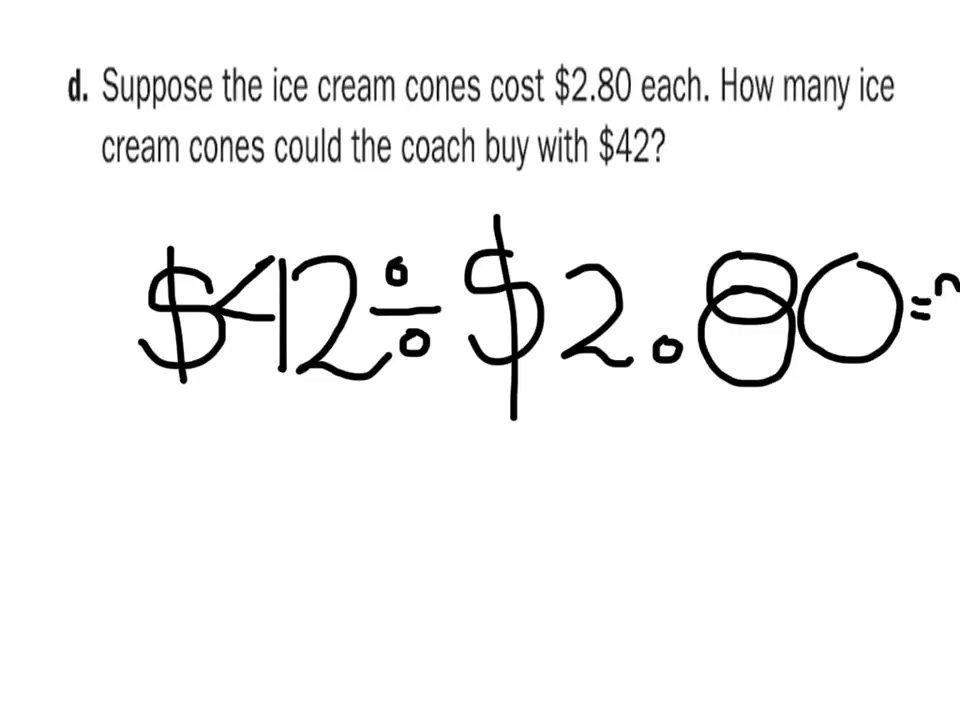 d. Suppose the ice cream cones cost $2.80 each. How many ice
cream cones could the coach buy with $42?
$42÷$2.80=